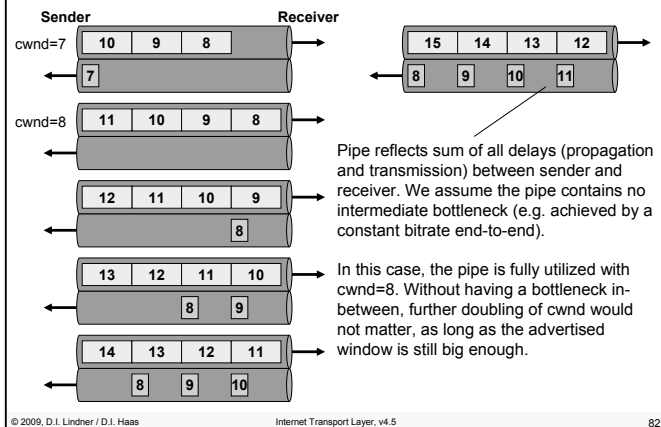 Sender Receiver
cwnd=7 10 9 8
7
cwnd=8 11 10 9 8
12 11 10 9
8
13 12 11 10
8 9
14 13 12 11
8 9 10
15 14 13 12
8 9 10 11
Pipe reflects sum of all delays (propagation
and transmission) between sender and
receiver. We assume the pipe contains no
intermediate bottleneck (e.g. achieved by a
constant bitrate end-to-end).
In this case, the pipe is fully utilized with
cwnd=8. Without having a bottleneck in-
between, further doubling of cwnd would
not matter, as long as the advertised
window is still big enough.
© 2009, D.I. Lindner / D.I. Haas Internet Transport Layer, v4.5 82